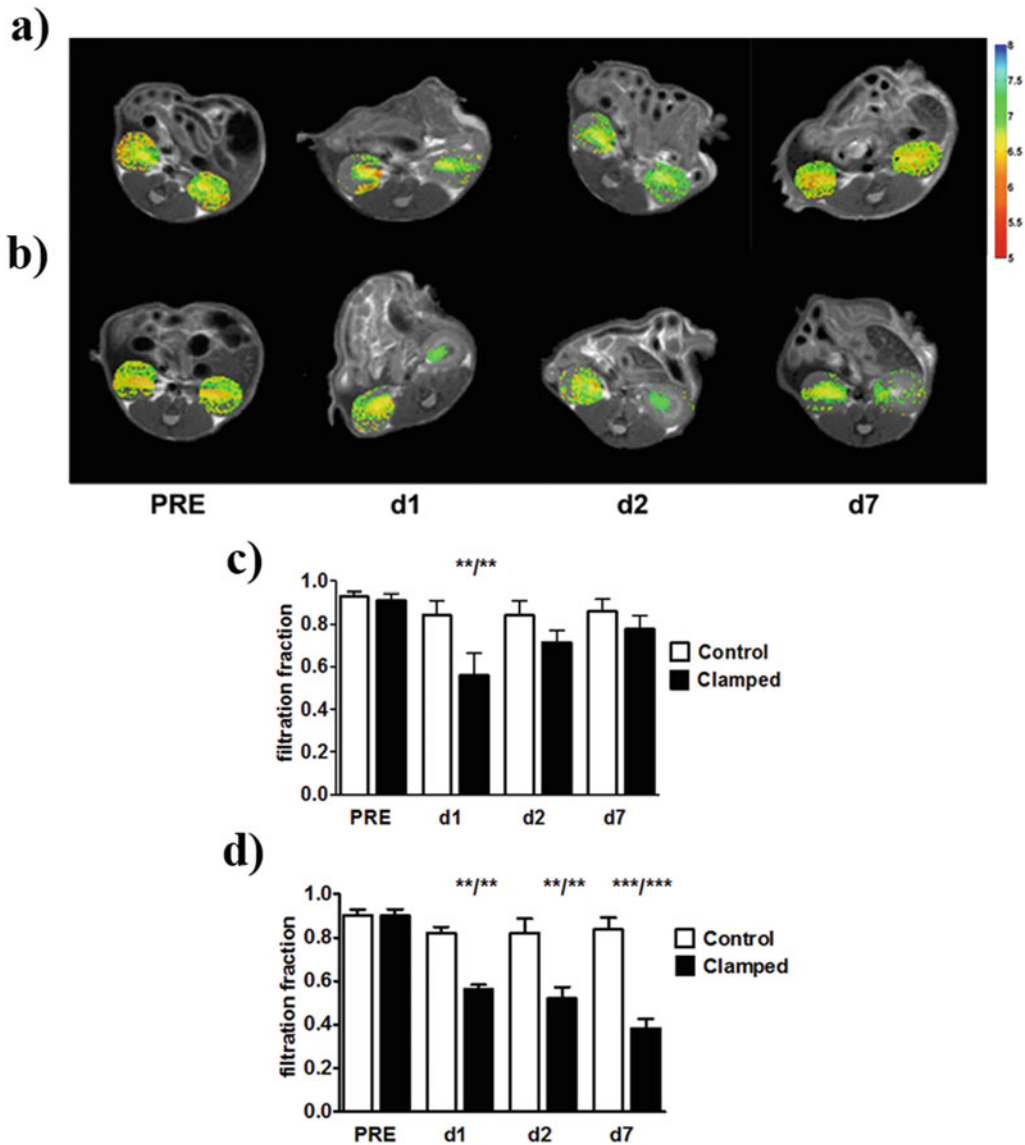 a)
8
7.5
7
6.5
6
5.5
5
b)
PRE d1 d2 d7
c)
**/**
filtration fraction
1.0
0.8
0.6
0.4
0.2
0.0
PRE d1 d2 d7
Control
Clamped
d)
**/** **/** ***/***
filtration fraction
1.0
0.8
0.6
0.4
0.2
0.0
PRE d1 d2 d7
Control
Clamped